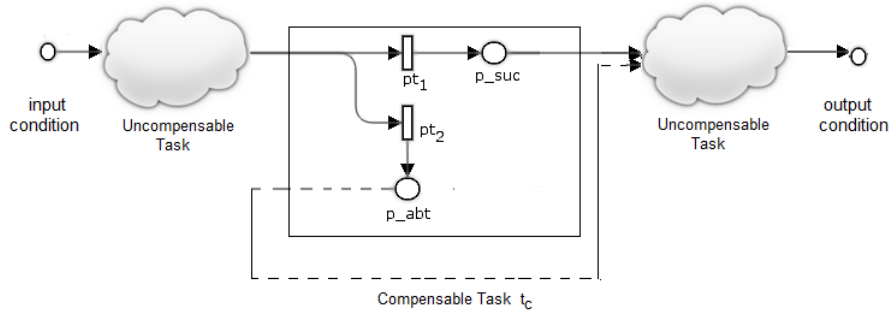 input
condition
Uncompensable
Task
pt1
p_suc
pt2
p_abt
Uncompensable
Task
output
condition
Compensable Task tc